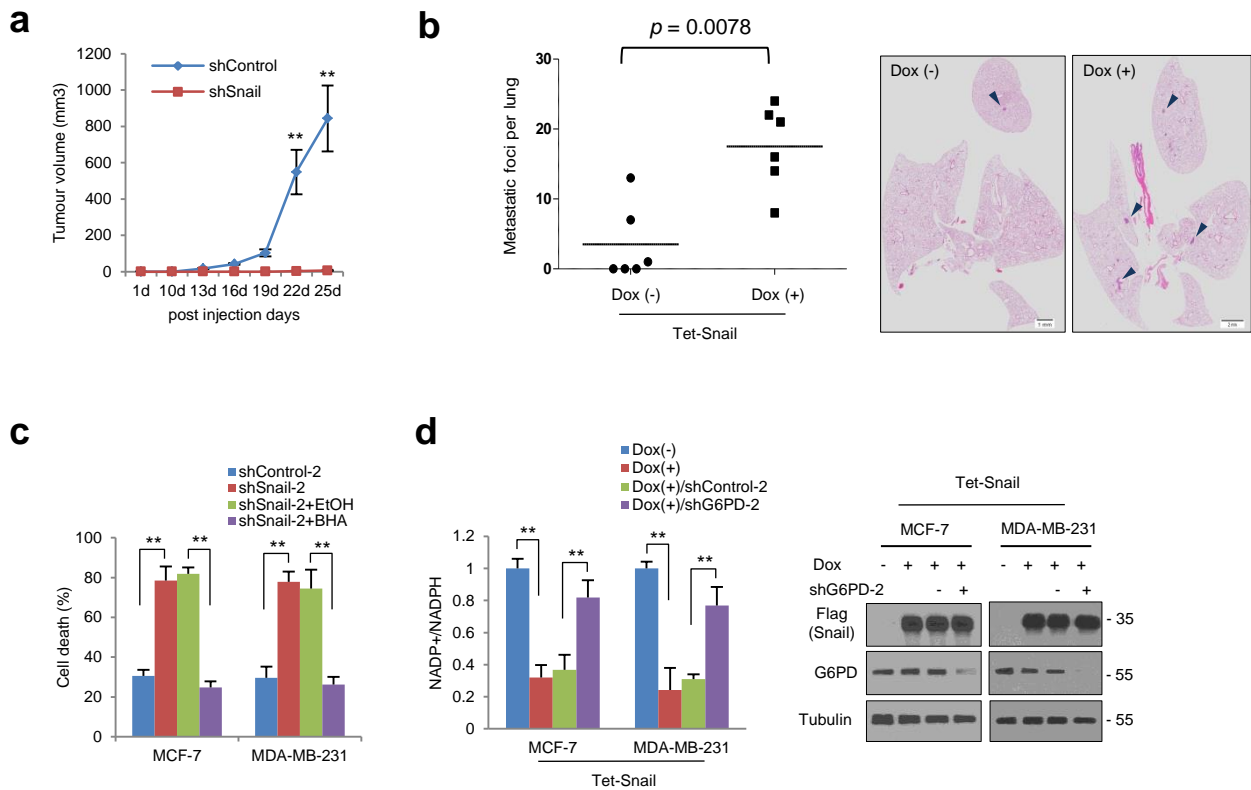 a
1200
1000
800
600
400
200
0
Tumour volume (mm3)
shControl
shSnail
**
**
1d 10d 13d 16d 19d 22d 25d
post injection days
b
p = 0.0078
30
20
10
0
Metastatic foci per lung
Dox (-)
Dox (+)
Tet-Snail
Dox (-)
1 mm
Dox (+)
2 mm
c
shControl-2
shSnail-2
shSnail-2+EtOH
shSnail-2+BHA
100
80
60
40
20
0
Cell death (%)
** ** ** **
MCF-7 MDA-MB-231
d
Dox(-)
Dox(+)
Dox(+)/shControl-2
Dox(+)/shG6PD-2
1.2
1
0.8
0.6
0.4
0.2
0
NADP+/NADPH
** ** ** **
MCF-7 MDA-MB-231
Tet-Snail
Tet-Snail
MCF-7 MDA-MB-231
Dox - + + + - + + +
shG6PD-2 - + - +
Flag
(Snail)
- 35
G6PD
- 55
Tubulin
- 55